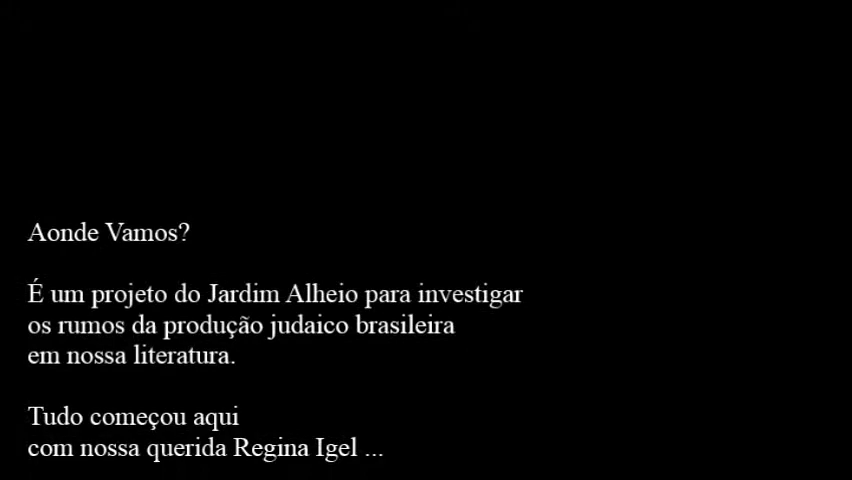 Aonde Vamos?
É um projeto do Jardim Alheio para investigar
os rumos da produção judaico brasileira
em nossa literatura.
Tudo começou aqui
com nossa querida Regina Igel ...